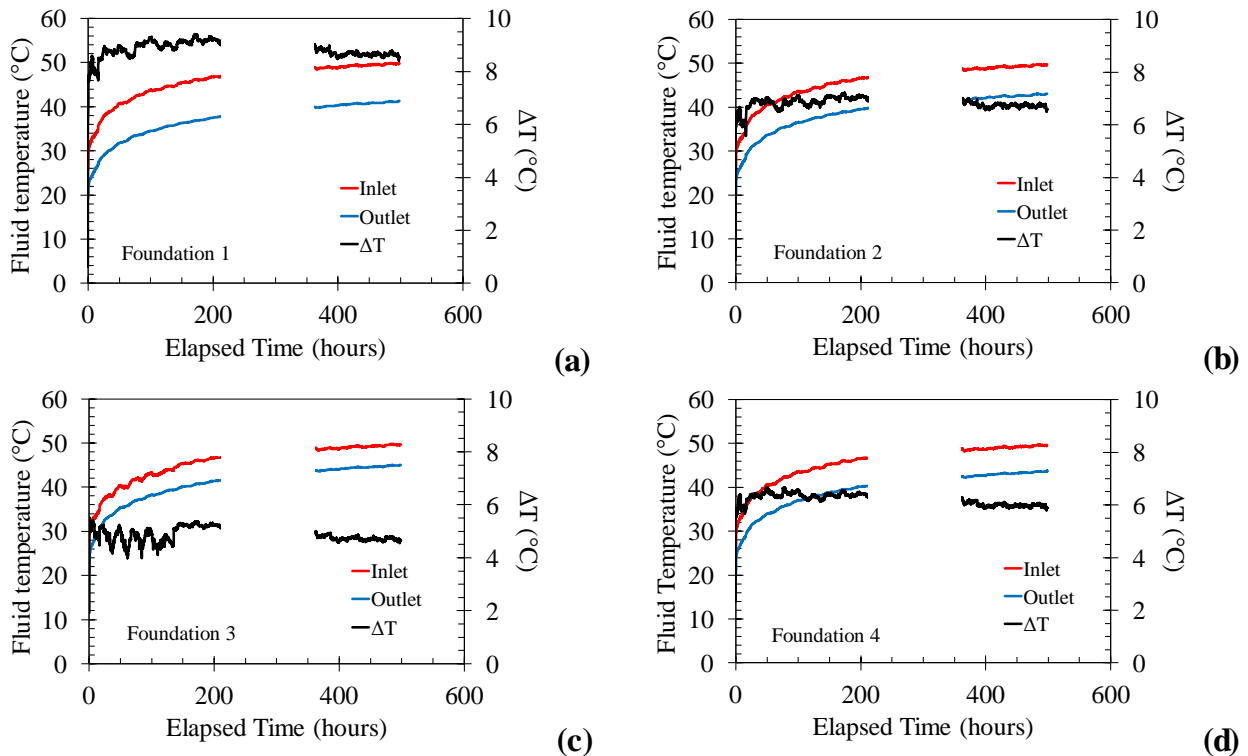 60
50
40
30
20
10
0
Fluid temperature (°C)
10
8
6
4
2
0
ΔT (°C)
Inlet
Outlet
ΔT
Foundation 1
0
200
400
600
Elapsed Time (hours)
(a)
60
50
40
30
20
10
0
Fluid temperature (°C)
10
8
6
4
2
0
ΔT (°C)
Inlet
Outlet
ΔT
Foundation 2
0
200
400
600
Elapsed Time (hours)
(b)
60
50
40
30
20
10
0
Fluid temperature (°C)
10
8
6
4
2
0
ΔT (°C)
Inlet
Outlet
ΔT
Foundation 3
0
200
400
600
Elapsed Time (hours)
(c)
60
50
40
30
20
10
0
Fluid Temperature (°C)
10
8
6
4
2
0
ΔT (°C)
Inlet
Outlet
ΔT
Foundation 4
0
200
400
600
Elapsed Time (hours)
(d)